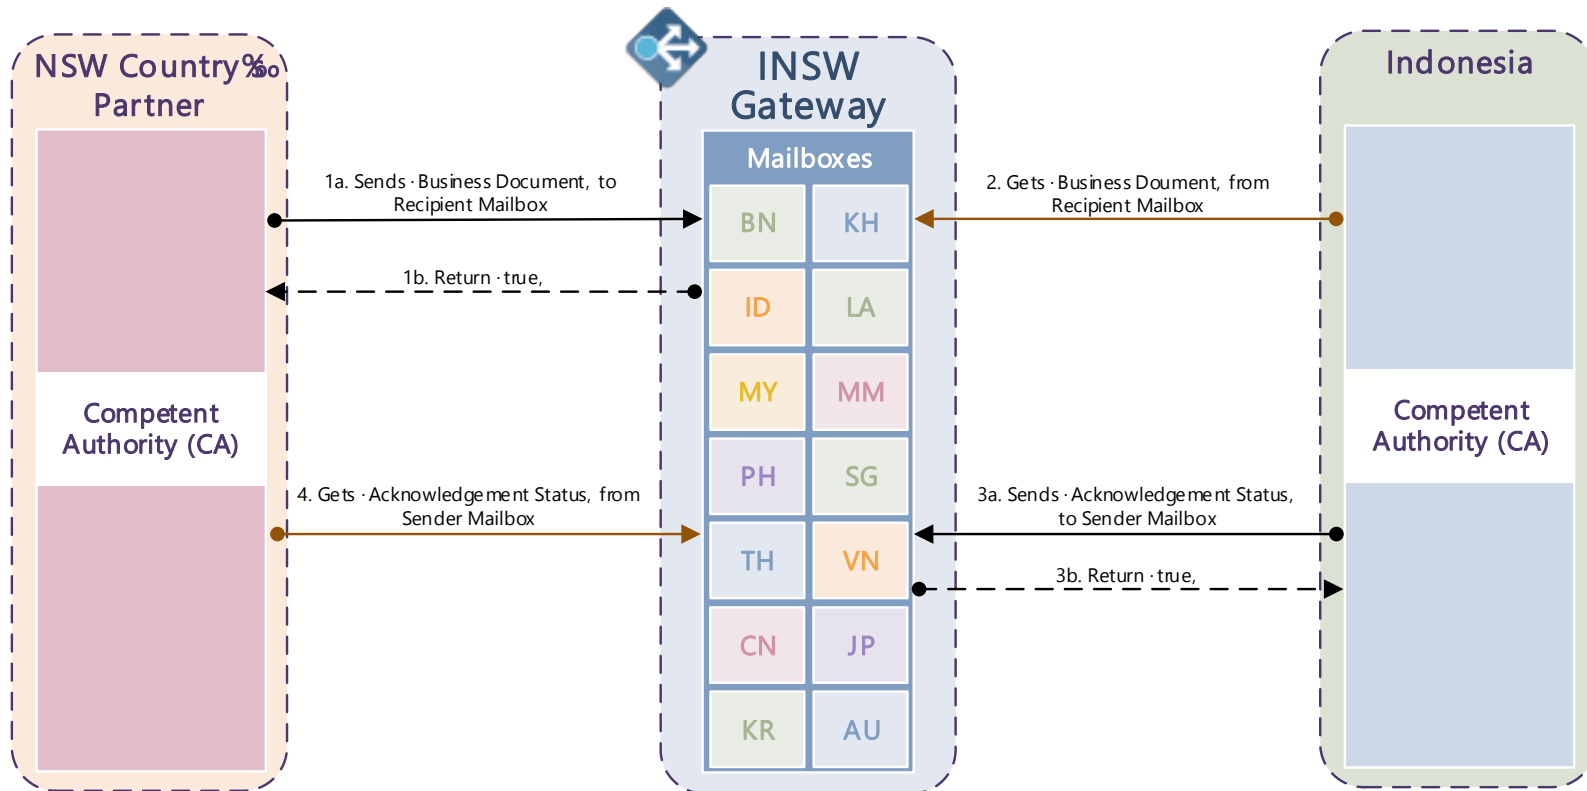 NSW Country‰
Partner
INSW
Gateway
Indonesia
Mailboxes
1a. Sends · Business Document, to
Recipient Mailbox
2. Gets · Business Doument, from
Recipient Mailbox
BN
KH
1b. Return · true,
ID
LA
MY
MM
Competent
Authority (CA)
Competent
Authority (CA)
PH
SG
4. Gets · Acknowledgement Status, from
Sender Mailbox
3a. Sends · Acknowledgement Status,
to Sender Mailbox
TH
VN
3b. Return · true,
CN
JP
KR
AU